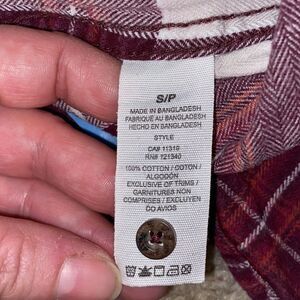 S/P
MADE IN BANGLADESH
FABRIQUÉ AU BANGLADESH
HECHO EN BANGLADESH
STYLE
CA# 11310
RN# 121340
100% COTTON / COTON /
ALGODÓN
EXCLUSIVE OF TRIMS /
GARNITURES NON
COMPRISES / EXCLUYEN
DO AVIOS